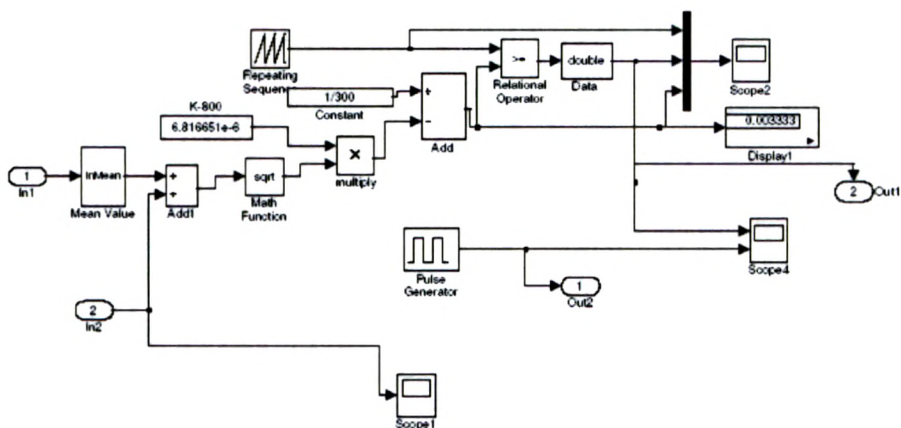 Repeating
Sequence
1/300
Constant
K-800
6.816651e-6
+
-
Add
>=
Relational
Operator
double
Data
Scope2
0.003333
Display1
1
In1
InMean
Mean Value
+
+
Add1
sqrt
Math
Function
×
multiply
2
Out1
Pulse
Generator
Scope4
1
Out2
2
In2
Scope1